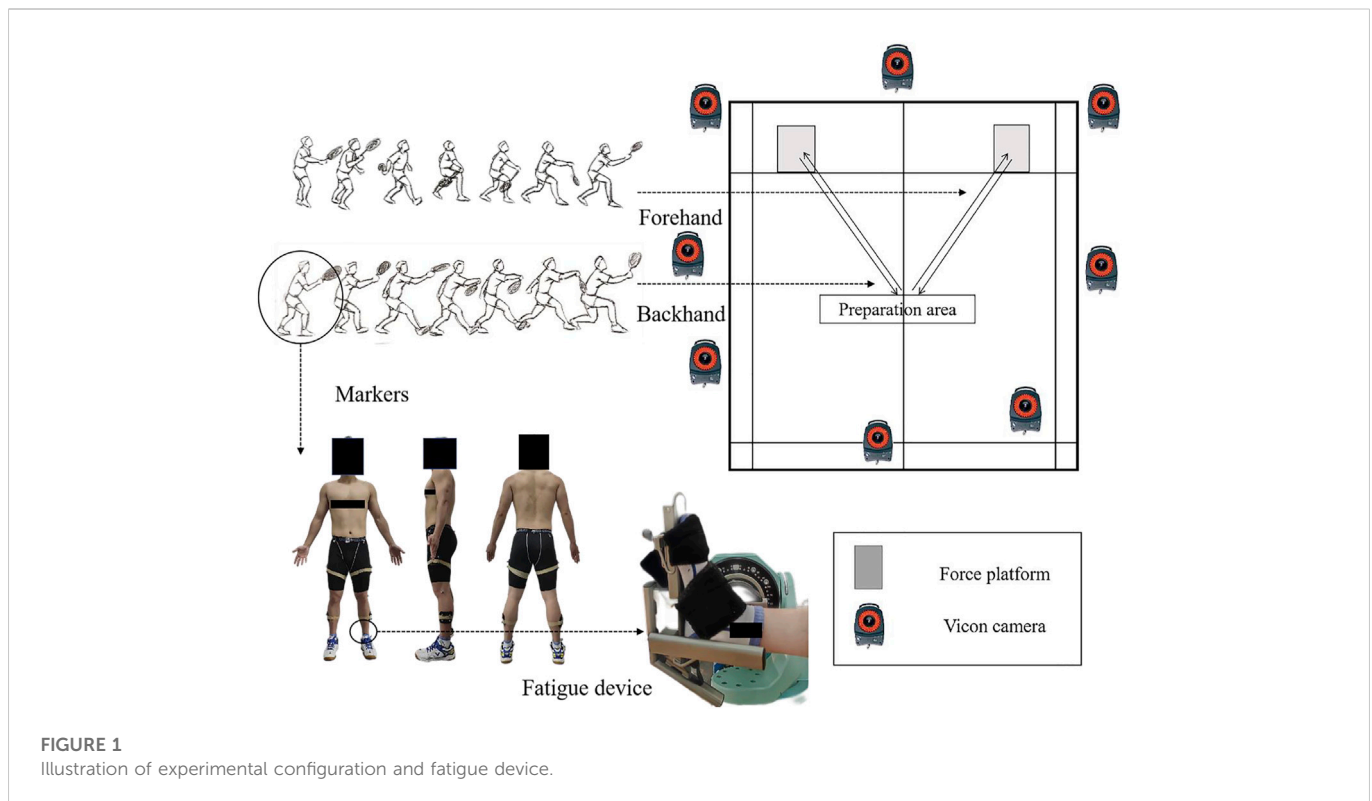 Forehand
Backhand
Preparation area
Markers
Fatigue device
Force platform
Vicon camera
FIGURE 1
Illustration of experimental configuration and fatigue device.